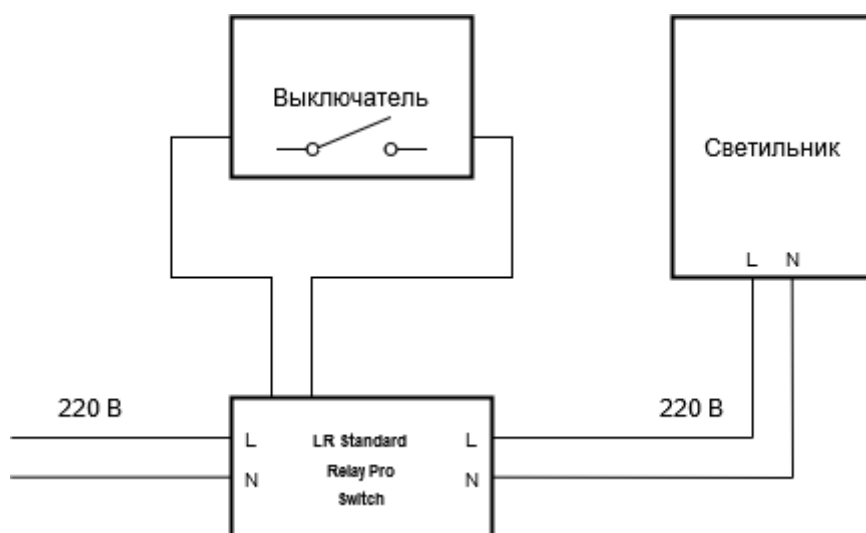 Выключатель
Светильник
L N
220 В
220 В
L LR Standard L
Relay Pro
N N
Switch